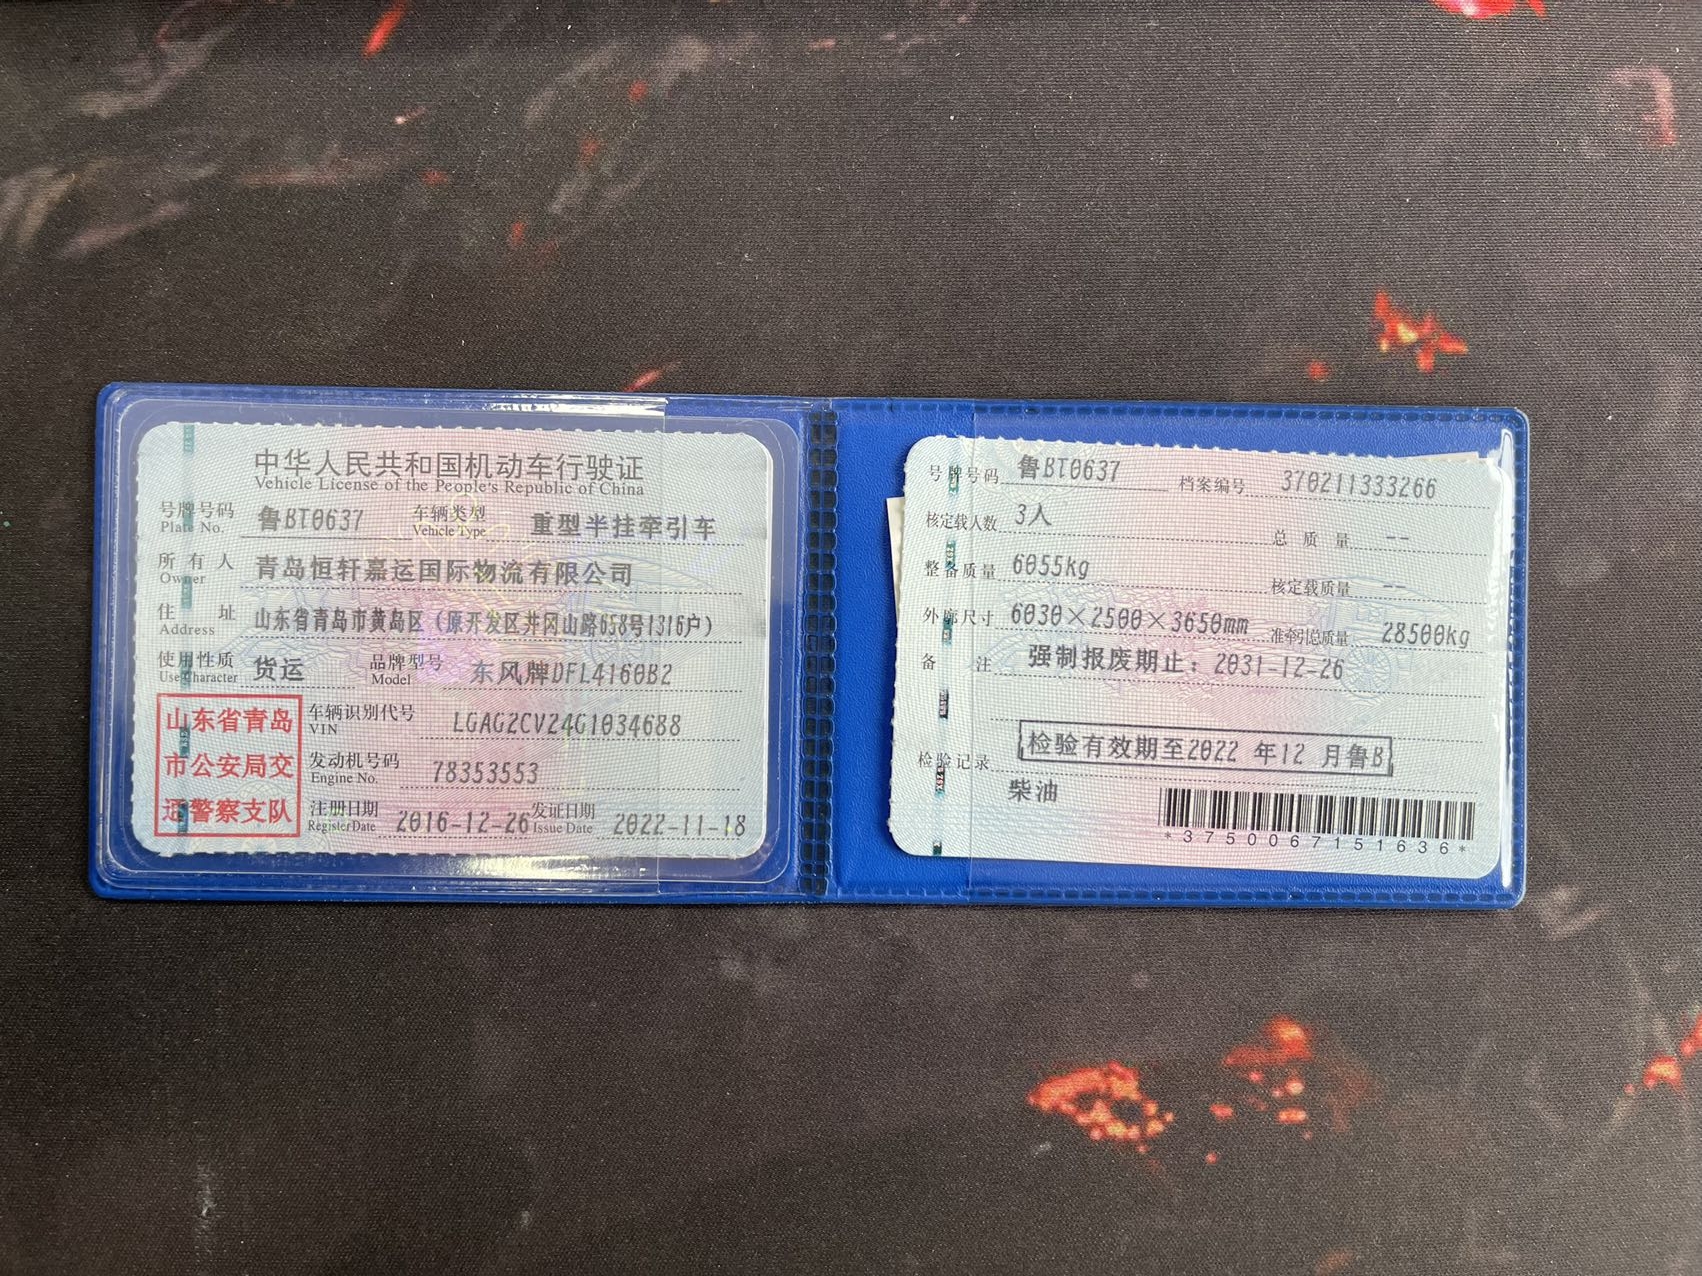 中华人民共和国机动车行驶证
Vehicle License of the People's Republic of China
号牌号码 鲁BT0637 车辆类型 重型半挂牵引车
Plate No. Vehicle Type
所有人 青岛恒轩嘉运国际物流有限公司
Owner
住址 山东省青岛市黄岛区（原开发区井冈山路658号1316户）
Address
使用性质 货运 品牌型号 东风牌DFL4160B2
Use Character Model
山东省青岛
市公安局交
通警察支队
车辆识别代号 LGAG2CV24G1034688
VIN
发动机号码 78353553
Engine No.
注册日期 2016-12-26 发证日期 2022-11-18
Register Date Issue Date
号牌号码 鲁BT0637 档案编号 370211333266
核定载人数 3人 总质量 --
整备质量 6055kg 核定载质量 --
外廓尺寸 6030×2500×3650mm 准牵引总质量 28500kg
备注 强制报废期止：2031-12-26
检验记录 检验有效期至2022 年12 月鲁B
柴油
*3750067151636*